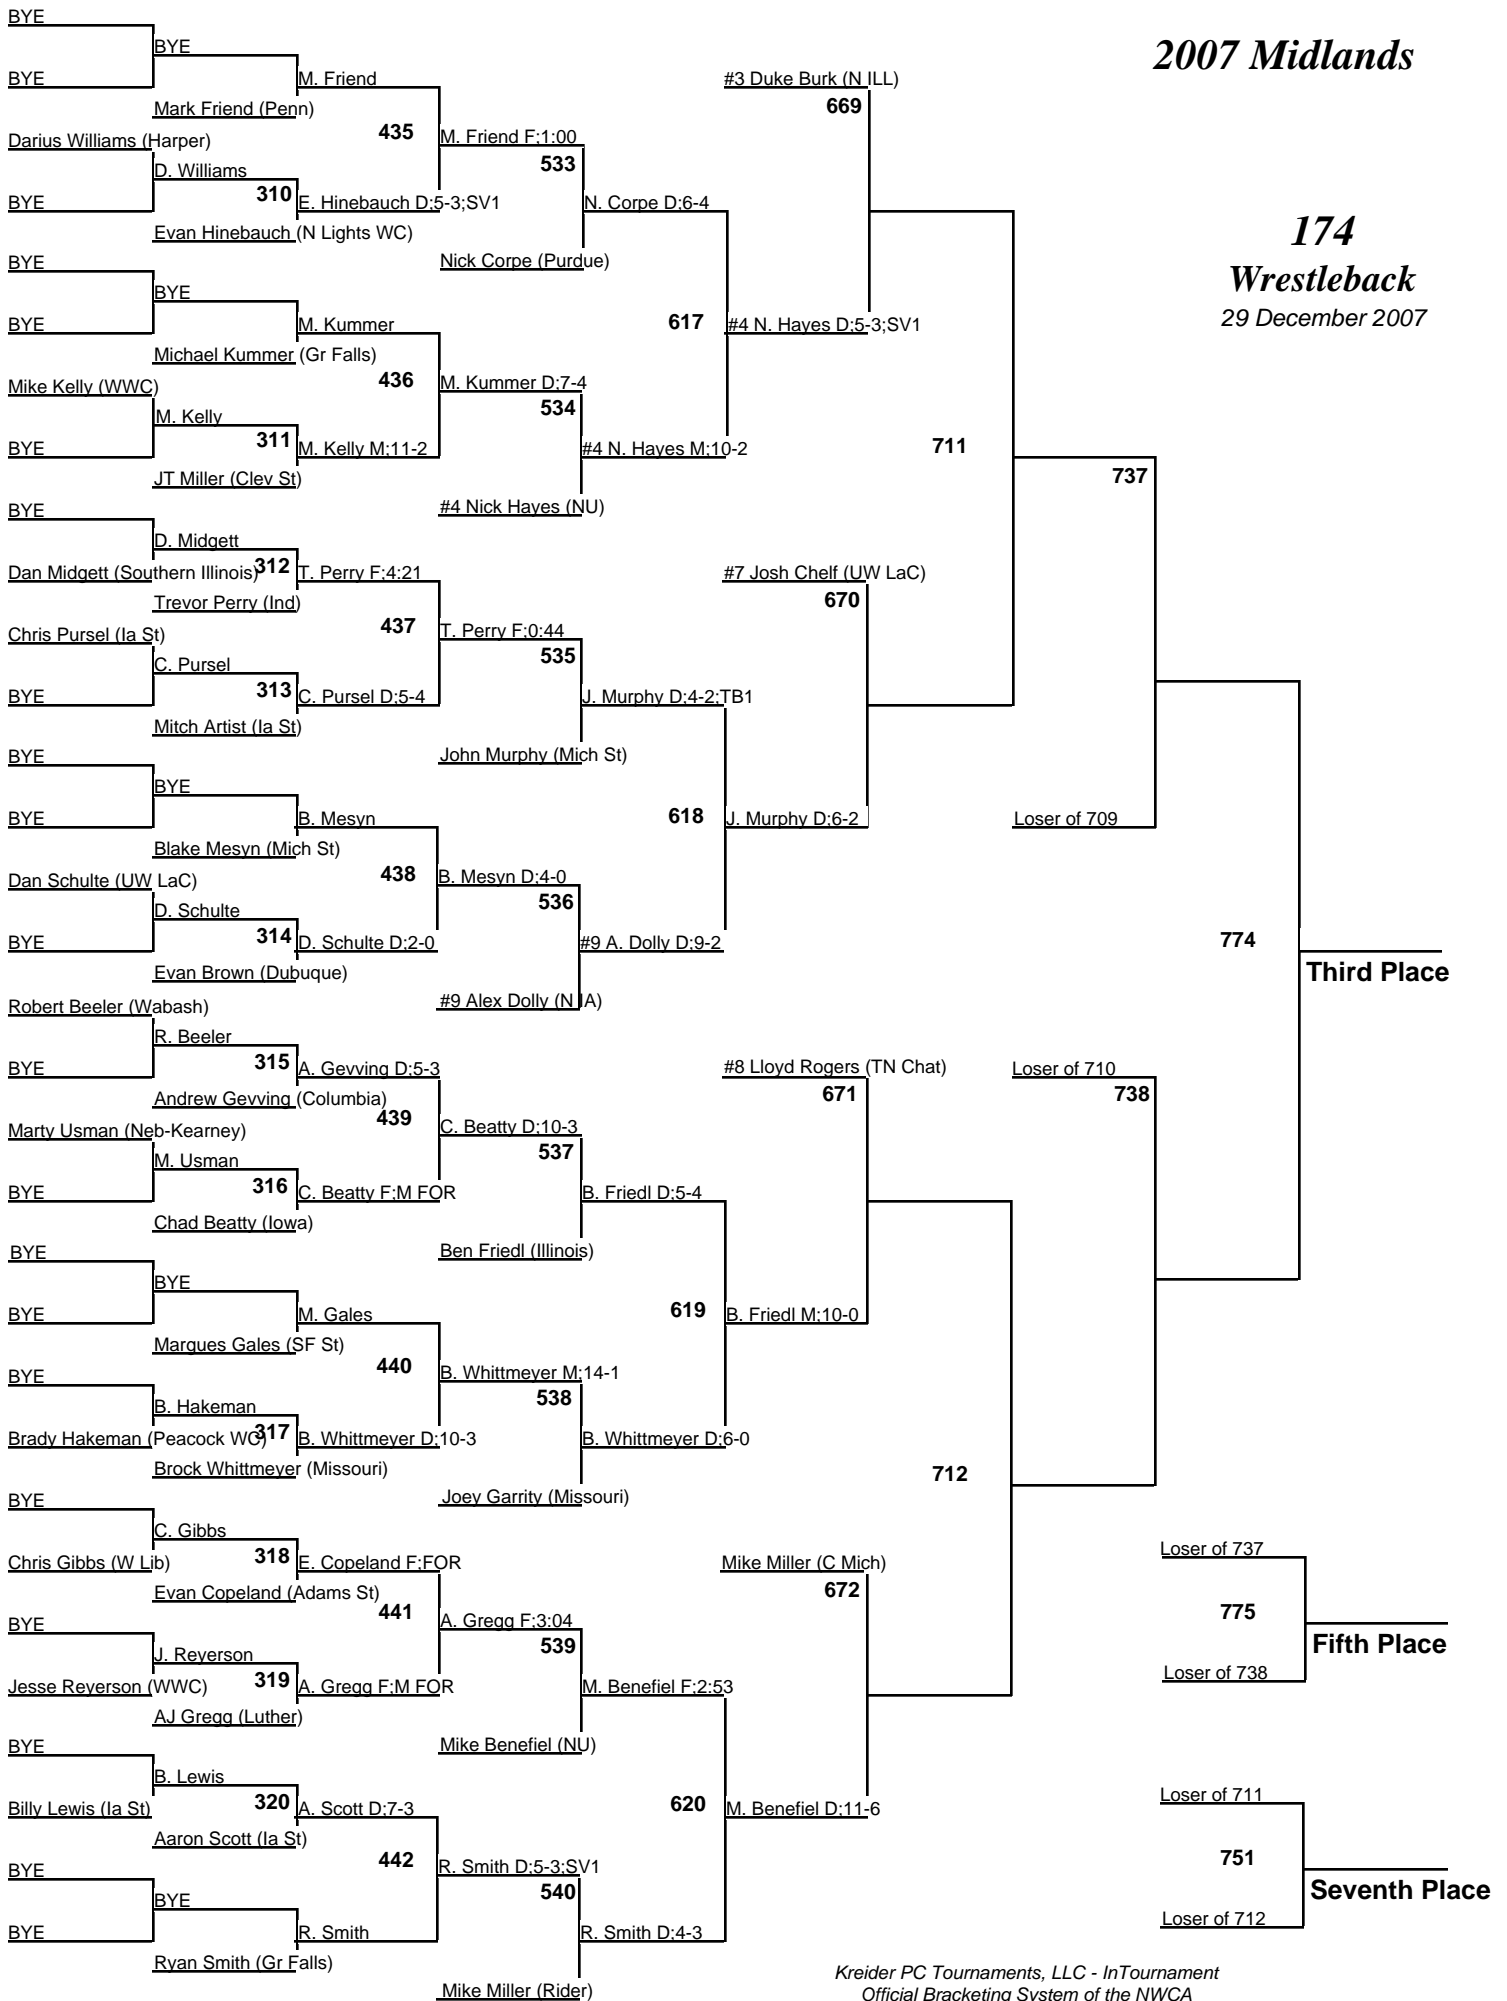 2007 Midlands
174
Wrestleback
29 December 2007
BYE
BYE
BYE
M. Friend
Mark Friend (Penn)
435
M. Friend F;1:00
Darius Williams (Harper)
D. Williams
310
BYE
E. Hinebauch D;5-3;SV1
Evan Hinebauch (N Lights WC)
533
N. Corpe D;6-4
Nick Corpe (Purdue)
BYE
BYE
BYE
M. Kummer
Michael Kummer (Gr Falls)
436
M. Kummer D;7-4
Mike Kelly (WWC)
M. Kelly
311
BYE
M. Kelly M;11-2
JT Miller (Clev St)
534
#4 N. Hayes M;10-2
#4 Nick Hayes (NU)
617
#4 N. Hayes D;5-3;SV1
#3 Duke Burk (N ILL)
669
711
737
BYE
D. Midgett
Dan Midgett (Southern Illinois)
312
T. Perry F;4:21
Trevor Perry (Ind)
437
T. Perry F;0:44
Chris Pursel (Ia St)
C. Pursel
313
BYE
C. Pursel D;5-4
Mitch Artist (Ia St)
535
J. Murphy D;4-2;TB1
John Murphy (Mich St)
BYE
BYE
BYE
B. Mesyn
Blake Mesyn (Mich St)
438
B. Mesyn D;4-0
Dan Schulte (UW LaC)
D. Schulte
314
BYE
D. Schulte D;2-0
Evan Brown (Dubuque)
536
#9 A. Dolly D;9-2
#9 Alex Dolly (N IA)
618
J. Murphy D;6-2
#7 Josh Chelf (UW LaC)
670
Loser of 709
774
Third Place
Robert Beeler (Wabash)
R. Beeler
315
BYE
A. Gevving D;5-3
Andrew Gevving (Columbia)
439
C. Beatty D;10-3
Marty Usman (Neb-Kearney)
M. Usman
316
BYE
C. Beatty F;M FOR
Chad Beatty (Iowa)
537
B. Friedl D;5-4
Ben Friedl (Illinois)
BYE
BYE
BYE
M. Gales
Marques Gales (SF St)
440
B. Whittmeyer M;14-1
BYE
B. Hakeman
Brady Hakeman (Peacock WC)
317
B. Whittmeyer D;10-3
Brock Whittmeyer (Missouri)
538
B. Whittmeyer D;6-0
Joey Garrity (Missouri)
619
B. Friedl M;10-0
#8 Lloyd Rogers (TN Chat)
671
Loser of 710
738
712
BYE
C. Gibbs
Chris Gibbs (W Lib)
318
E. Copeland F;FOR
Evan Copeland (Adams St)
441
A. Gregg F;3:04
BYE
J. Reyerson
Jesse Reyerson (WWC)
319
A. Gregg F;M FOR
AJ Gregg (Luther)
539
M. Benefiel F;2:53
Mike Benefiel (NU)
BYE
B. Lewis
Billy Lewis (Ia St)
320
A. Scott D;7-3
Aaron Scott (Ia St)
442
R. Smith D;5-3;SV1
BYE
BYE
BYE
R. Smith
Ryan Smith (Gr Falls)
540
R. Smith D;4-3
Mike Miller (Rider)
620
M. Benefiel D;11-6
Mike Miller (C Mich)
672
Loser of 737
775
Fifth Place
Loser of 738
Loser of 711
751
Seventh Place
Loser of 712
Kreider PC Tournaments, LLC - InTournament
Official Bracketing System of the NWCA